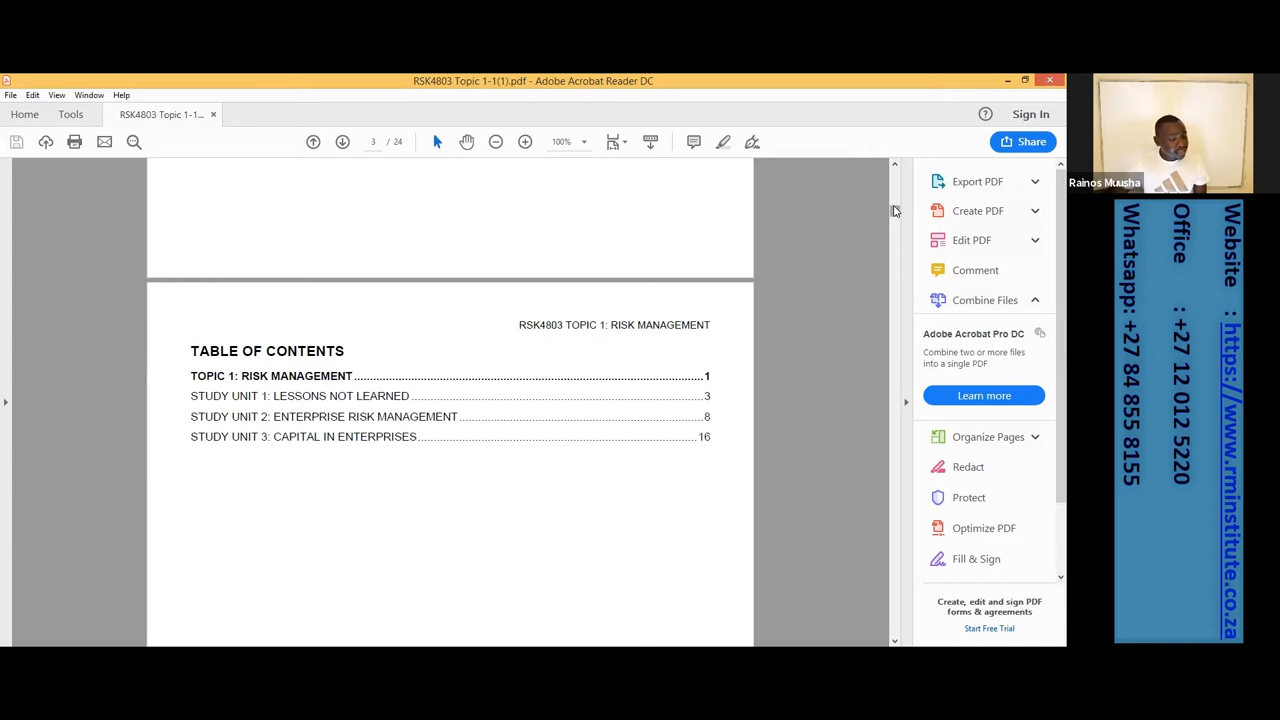 RSK4803 Topic 1-1(1).pdf - Adobe Acrobat Reader DC
File Edit View Window Help
Home Tools RSK4803 Topic 1-1... × Sign In
3 / 24 100% Share
RSK4803 TOPIC 1: RISK MANAGEMENT
TABLE OF CONTENTS
TOPIC 1: RISK MANAGEMENT ........ 1
STUDY UNIT 1: LESSONS NOT LEARNED ........ 3
STUDY UNIT 2: ENTERPRISE RISK MANAGEMENT ........ 8
STUDY UNIT 3: CAPITAL IN ENTERPRISES ........ 16
Export PDF
Create PDF
Edit PDF
Comment
Combine Files
Adobe Acrobat Pro DC
Combine two or more files
into a single PDF
Learn more
Organize Pages
Redact
Protect
Optimize PDF
Fill & Sign
Create, edit and sign PDF
forms & agreements
Start Free Trial
Rainos Muusha
Website : https://www.rminstitute.co.za
Office : +27 12 012 5220
Whatsapp: +27 84 855 8155